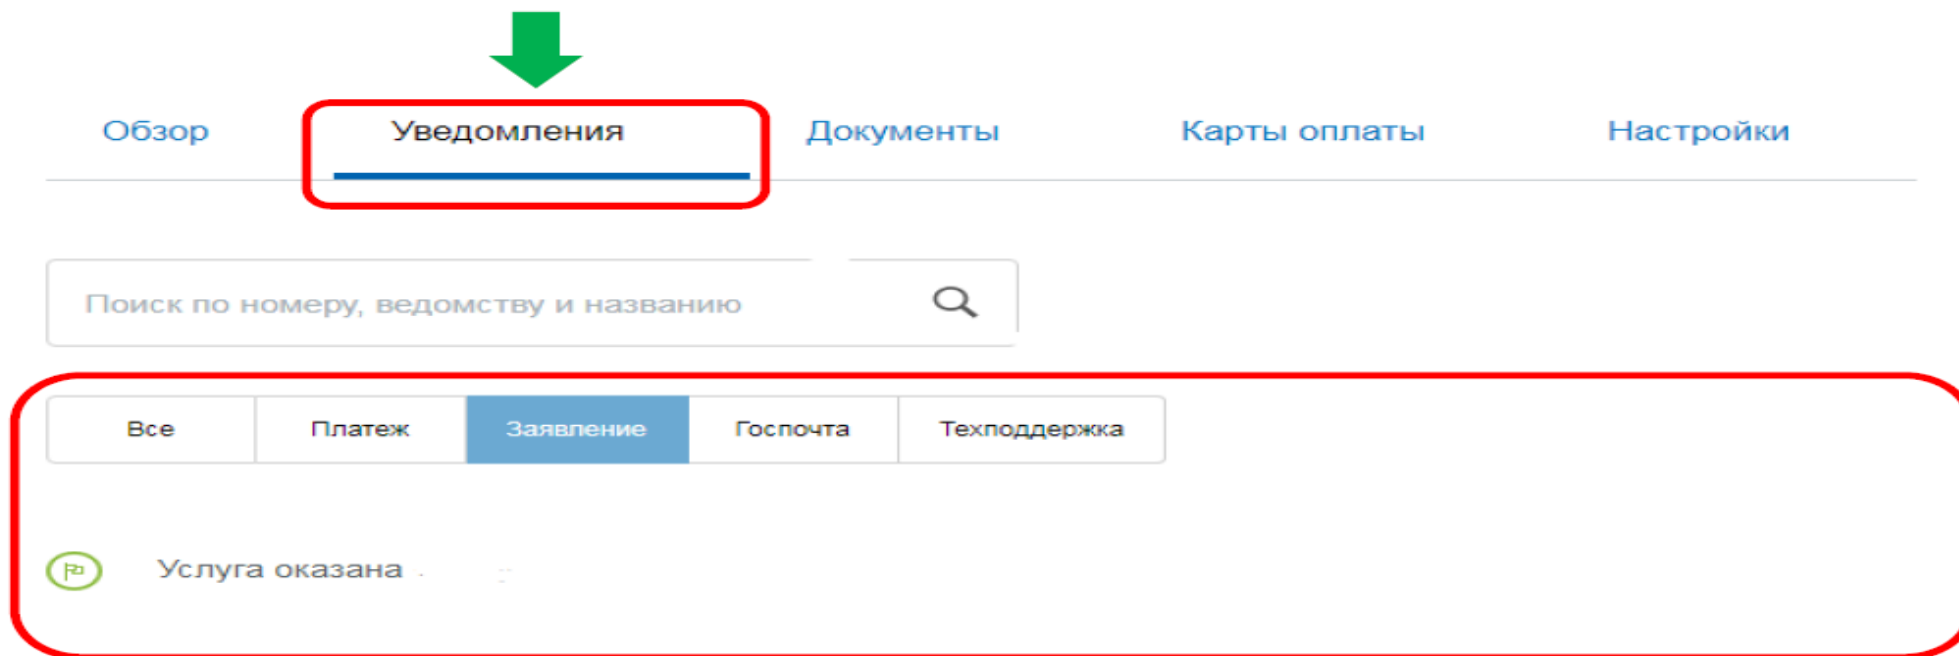 Обзор Уведомления Документы Карты оплаты Настройки
Поиск по номеру, ведомству и названию
Все Платеж Заявление Госпочта Техподдержка
Услуга оказана